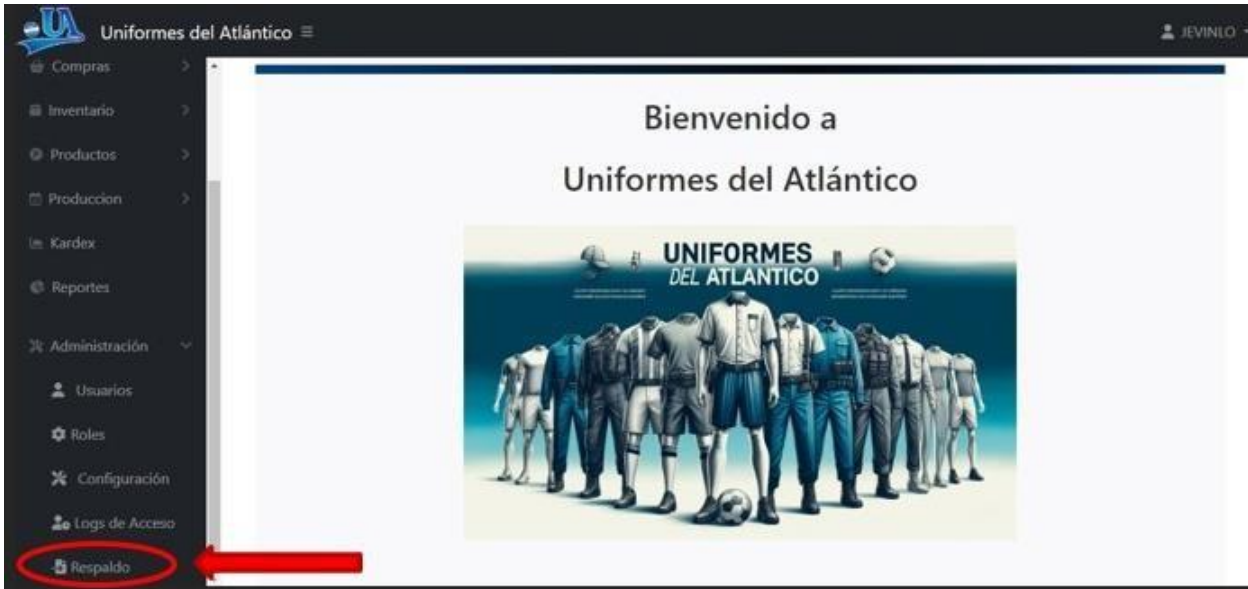 UA
Uniformes del Atlántico
JEVINLO
Compras
Inventario
Productos
Produccion
Kardex
Reportes
Administración
Usuarios
Roles
Configuración
Logs de Acceso
Respaldo
Bienvenido a
Uniformes del Atlántico
UNIFORMES
DEL ATLANTICO